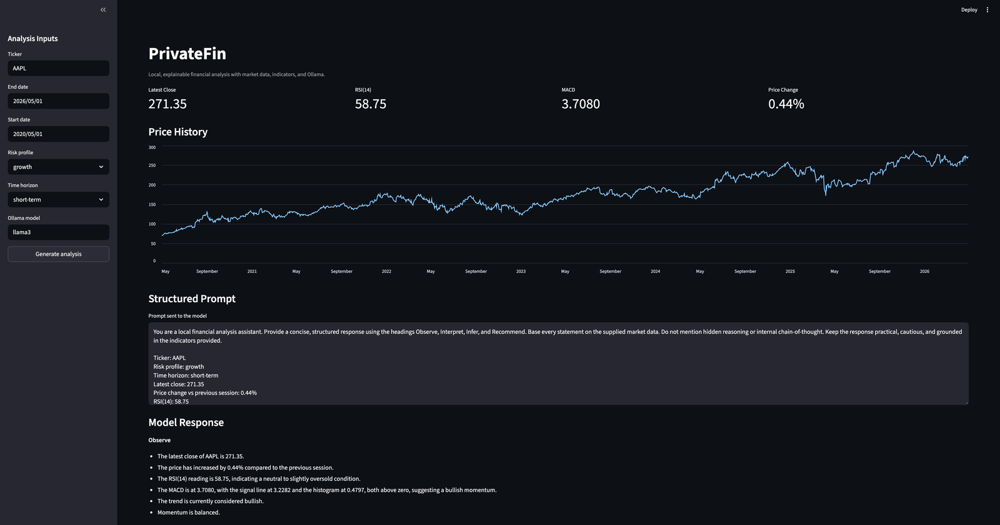 Deploy
Analysis Inputs
Ticker
AAPL
End date
2026/05/01
Start date
2020/05/01
Risk profile
growth
Time horizon
short-term
Ollama model
llama3
Generate analysis
PrivateFin
Local, explainable financial analysis with market data, indicators, and Ollama.
Latest Close
271.35
RSI(14)
58.75
MACD
3.7080
Price Change
0.44%
Price History
300
250
200
150
100
50
0
May September 2021 May September 2022 May September 2023 May September 2024 May September 2025 May September 2026
Structured Prompt
Prompt sent to the model
You are a local financial analysis assistant. Provide a concise, structured response using the headings Observe, Interpret, Infer, and Recommend. Base every statement on the supplied market data. Do not mention hidden reasoning or internal chain-of-thought. Keep the response practical, cautious, and grounded
in the indicators provided.
Ticker: AAPL
Risk profile: growth
Time horizon: short-term
Latest close: 271.35
Price change vs previous session: 0.44%
RSI(14): 58.75
Model Response
Observe
• The latest close of AAPL is 271.35.
• The price has increased by 0.44% compared to the previous session.
• The RSI(14) reading is 58.75, indicating a neutral to slightly oversold condition.
• The MACD is at 3.7080, with the signal line at 3.2282 and the histogram at 0.4797, both above zero, suggesting a bullish momentum.
• The trend is currently considered bullish.
• Momentum is balanced.